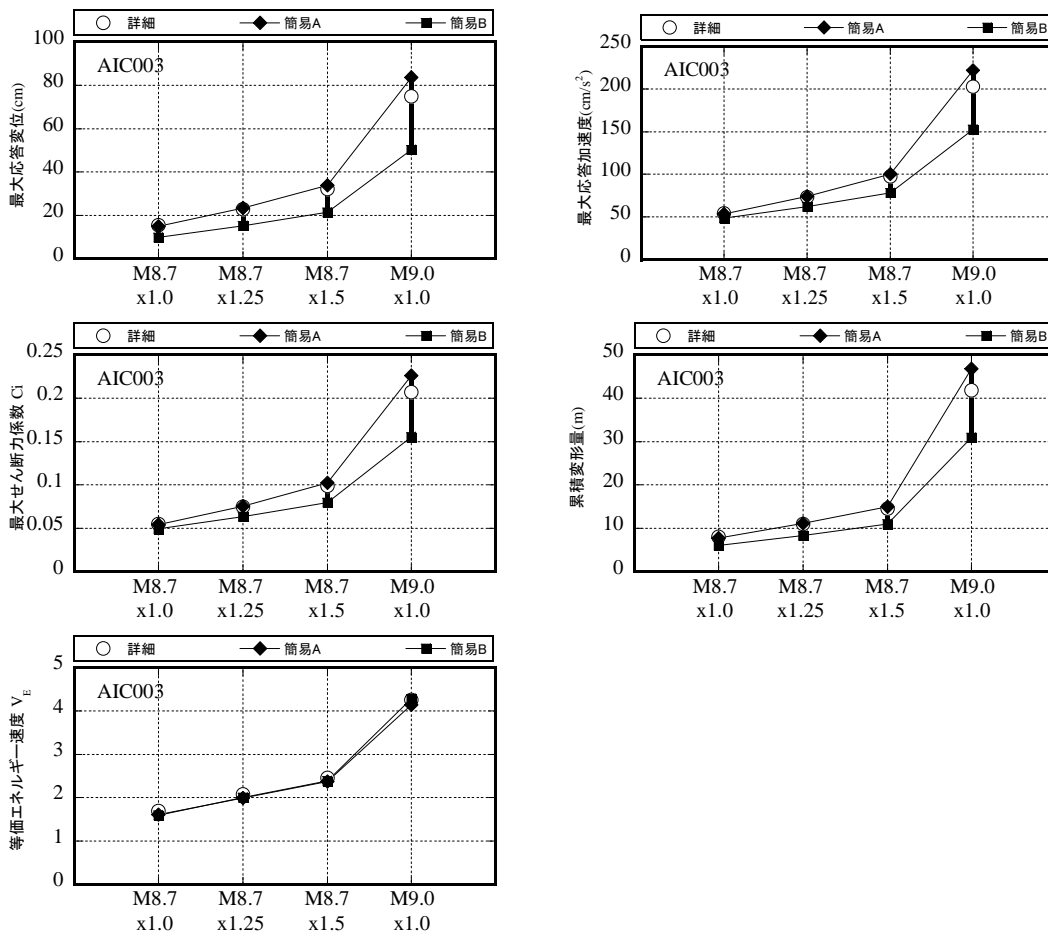 詳細 簡易A 簡易B
最大応答変位(cm)
AIC003
100
80
60
40
20
0
M8.7 M8.7 M8.7 M9.0
x1.0 x1.25 x1.5 x1.0
詳細 簡易A 簡易B
最大応答加速度(cm/s²)
AIC003
250
200
150
100
50
0
M8.7 M8.7 M8.7 M9.0
x1.0 x1.25 x1.5 x1.0
詳細 簡易A 簡易B
最大せん断力係数 Ci
AIC003
0.25
0.2
0.15
0.1
0.05
0
M8.7 M8.7 M8.7 M9.0
x1.0 x1.25 x1.5 x1.0
詳細 簡易A 簡易B
累積変形量(m)
AIC003
50
40
30
20
10
0
M8.7 M8.7 M8.7 M9.0
x1.0 x1.25 x1.5 x1.0
詳細 簡易A 簡易B
等価エネルギー速度 V_E
AIC003
5
4
3
2
1
0
M8.7 M8.7 M8.7 M9.0
x1.0 x1.25 x1.5 x1.0